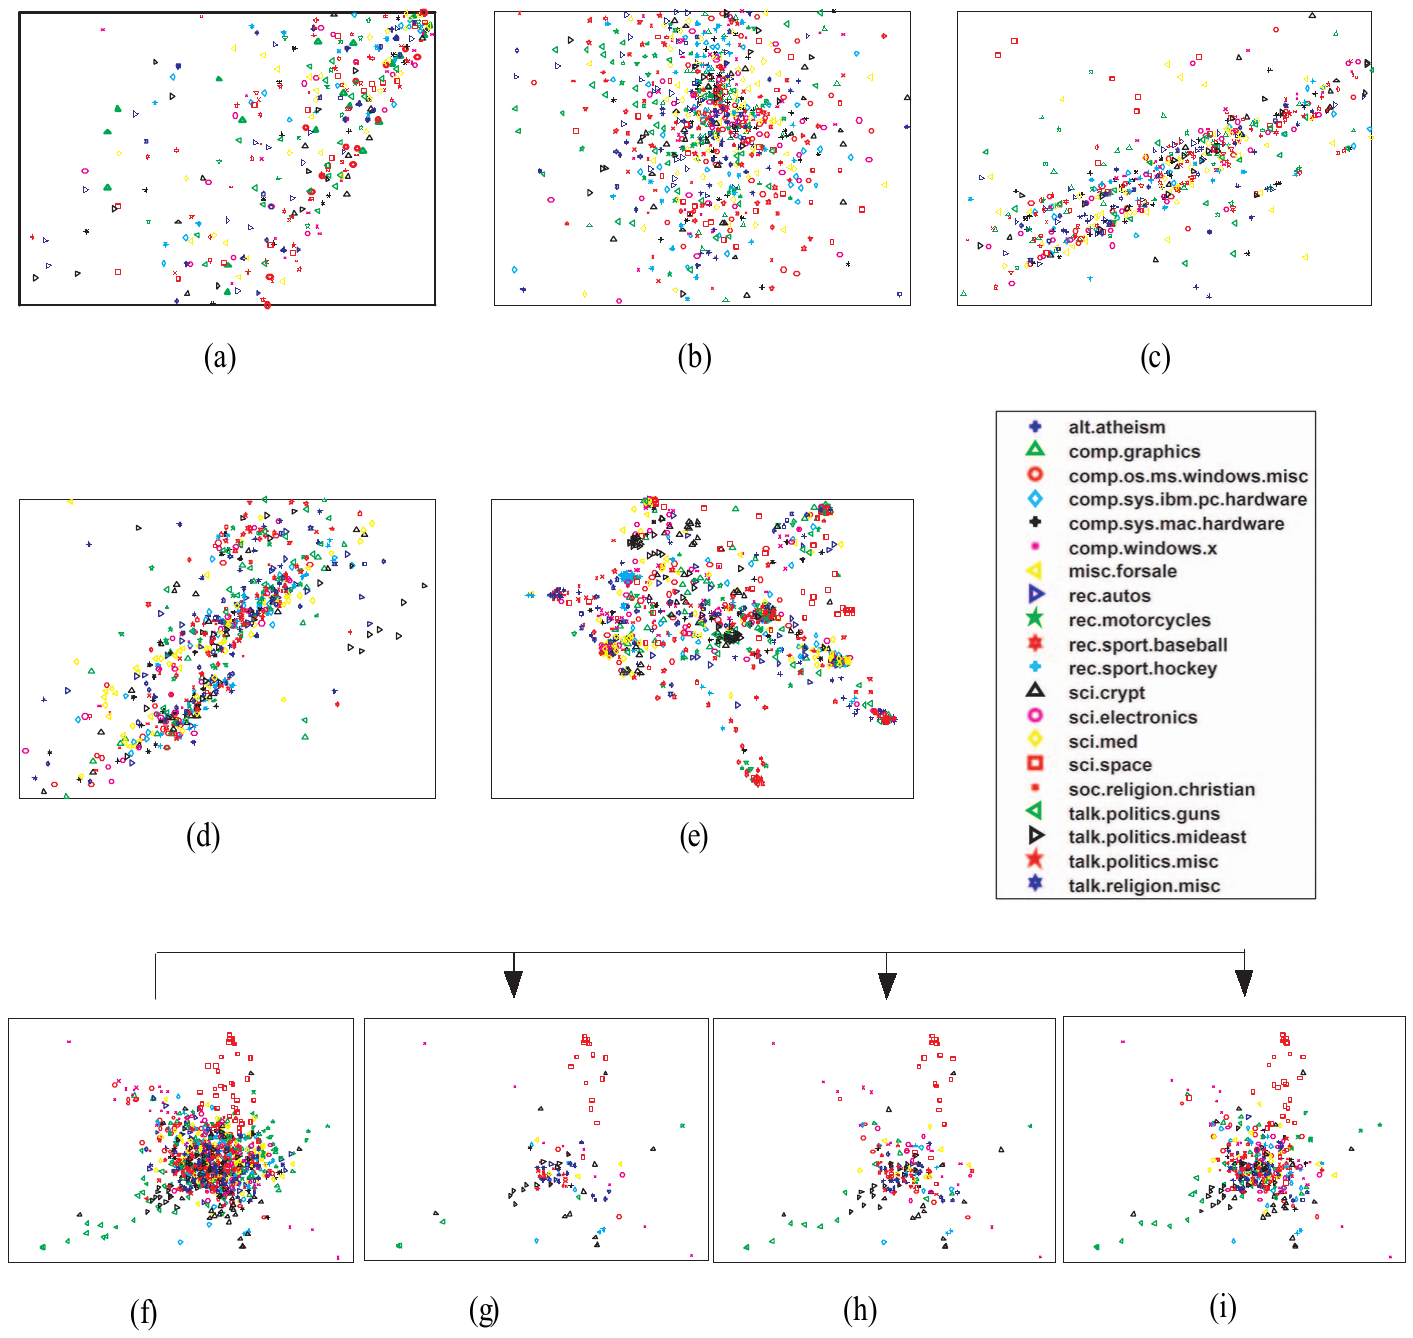 (a)
(b)
(c)
alt.atheism
comp.graphics
comp.os.ms.windows.misc
comp.sys.ibm.pc.hardware
comp.sys.mac.hardware
comp.windows.x
misc.forsale
rec.autos
rec.motorcycles
rec.sport.baseball
rec.sport.hockey
sci.crypt
sci.electronics
sci.med
sci.space
soc.religion.christian
talk.politics.guns
talk.politics.mideast
talk.politics.misc
talk.religion.misc
(d)
(e)
(f)
(g)
(h)
(i)